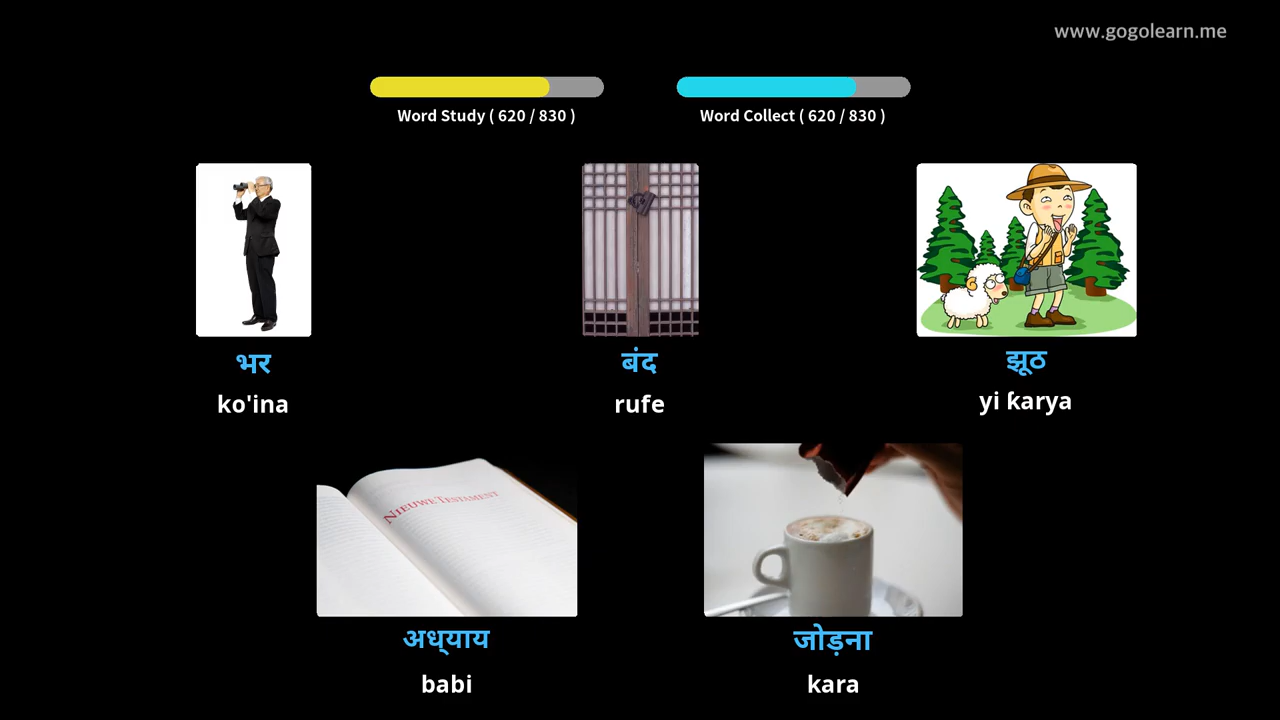 www.gogolearn.me
Word Study ( 620 / 830 )
Word Collect ( 620 / 830 )
भर
ko'ina
बंद
rufe
झूठ
yi ƙarya
NIEUWE TESTAMENT
अध्याय
babi
जोड़ना
kara